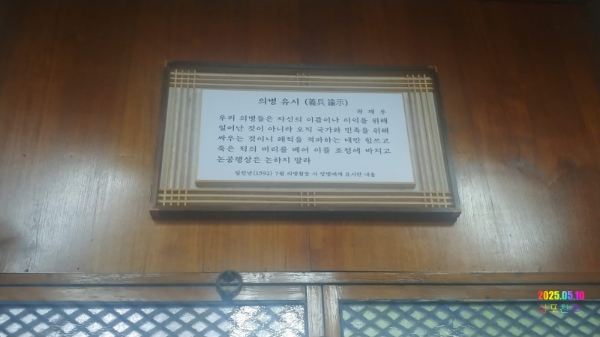 의병 유시 (義兵 諭示)
곽 재 우
우리 의병들은 자신의 이름이나 이익을 위해
일어난 것이 아니라 오직 국가와 민족을 위해
싸우는 것이니 왜적을 격파하는 데만 힘쓰고
죽은 적의 머리를 베어 이를 조정에 바치고
논공행상은 논하지 말라
임진년(1592) 7월 의병활동 시 장병에게 유시한 내용
2025.05.10